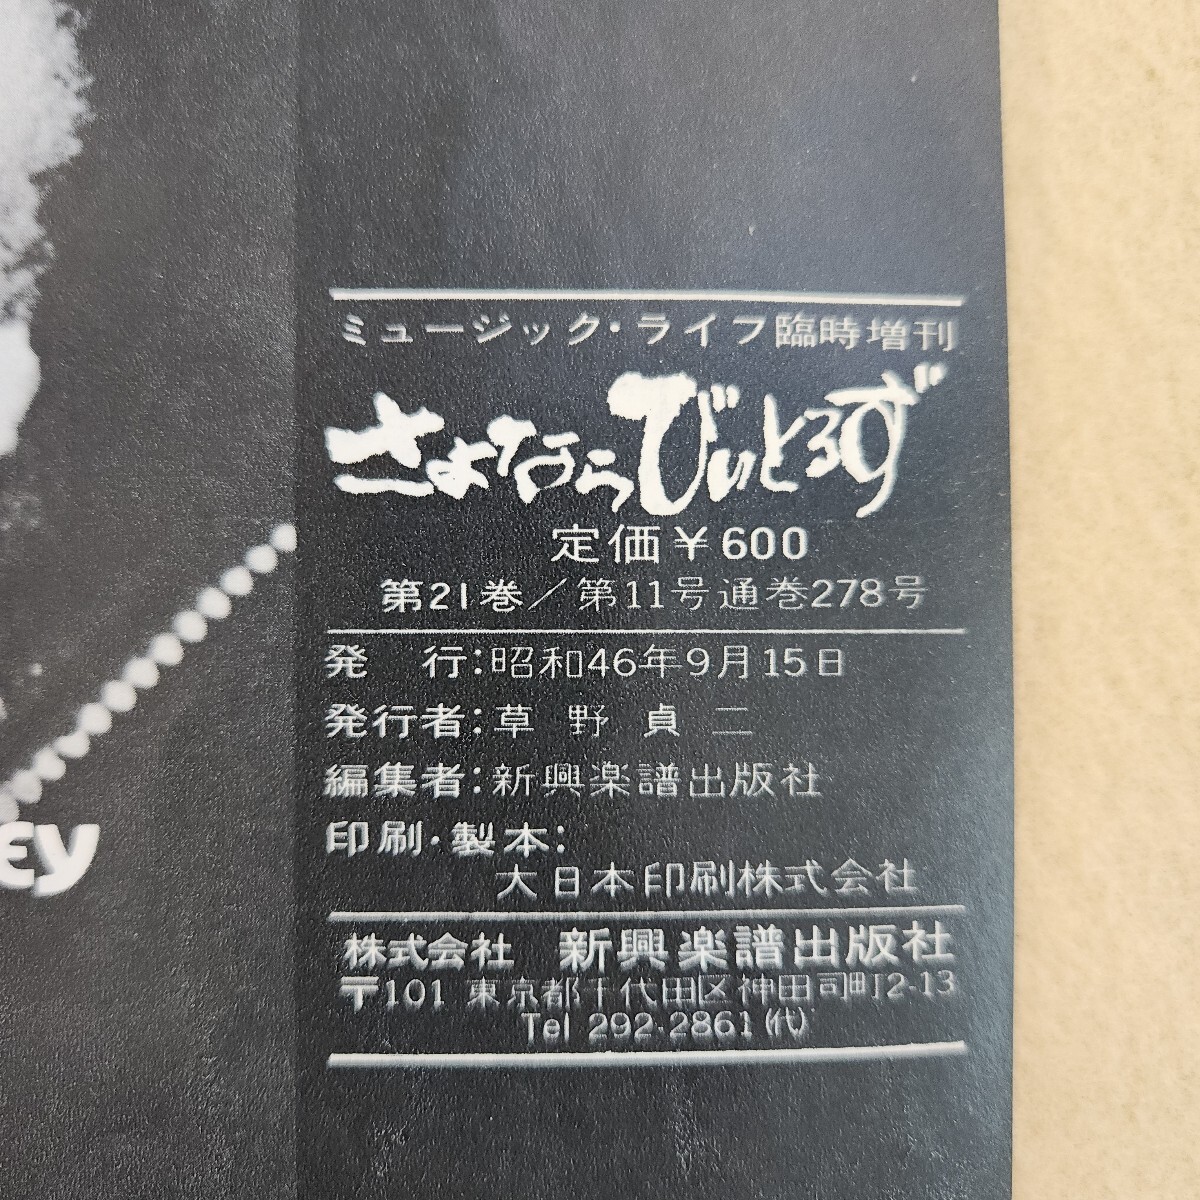 ミュージック・ライフ臨時増刊
さよならびぃとるず
定価￥600
第21巻／第11号通巻278号
発　行：昭和46年9月15日
発行者：草野貞二
編集者：新興楽譜出版社
印刷・製本：
大日本印刷株式会社
株式会社　新興楽譜出版社
〒101 東京都千代田区神田司町2-13
Tel 292-2861㈹